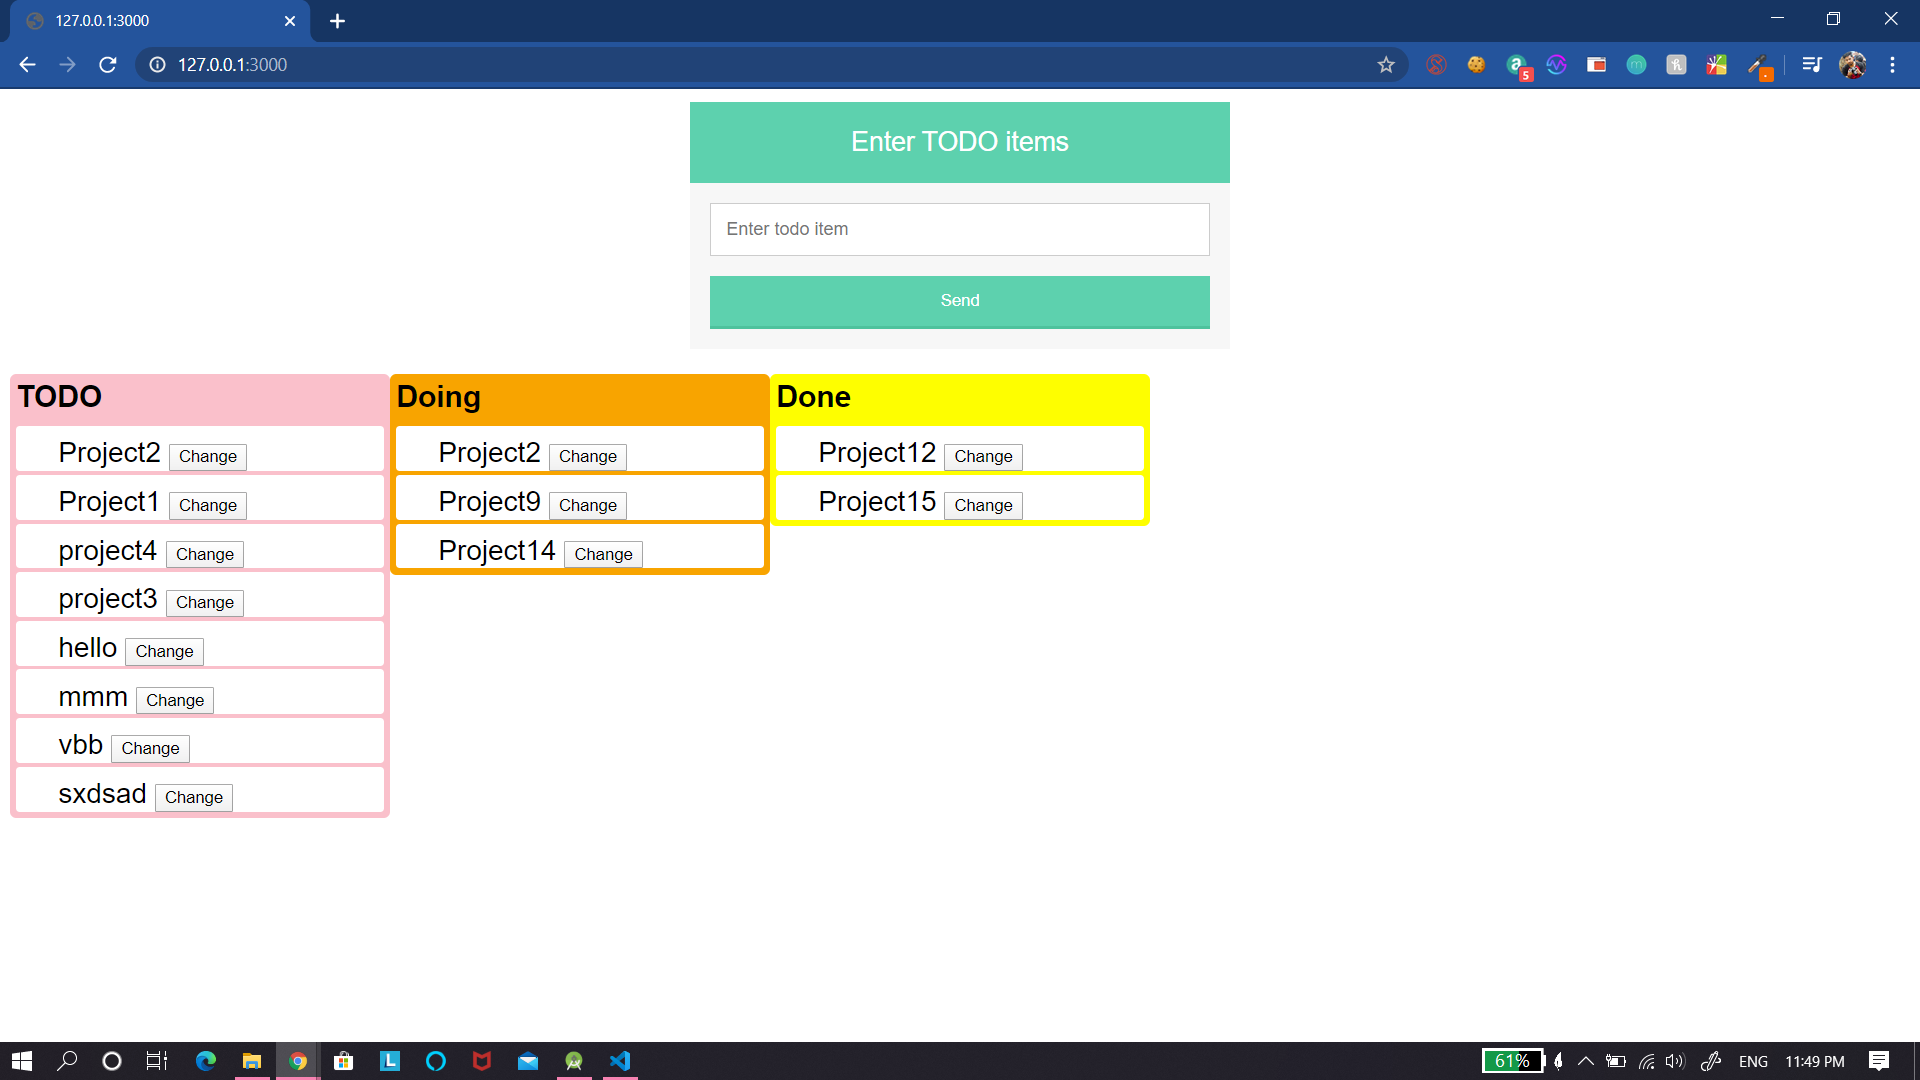 127.0.0.1:3000
127.0.0.1:3000
5
Enter TODO items
Enter todo item
Send
TODO
Project2 Change
Project1 Change
project4 Change
project3 Change
hello Change
mmm Change
vbb Change
sxdsad Change
Doing
Project2 Change
Project9 Change
Project14 Change
Done
Project12 Change
Project15 Change
61% ENG 11:49 PM